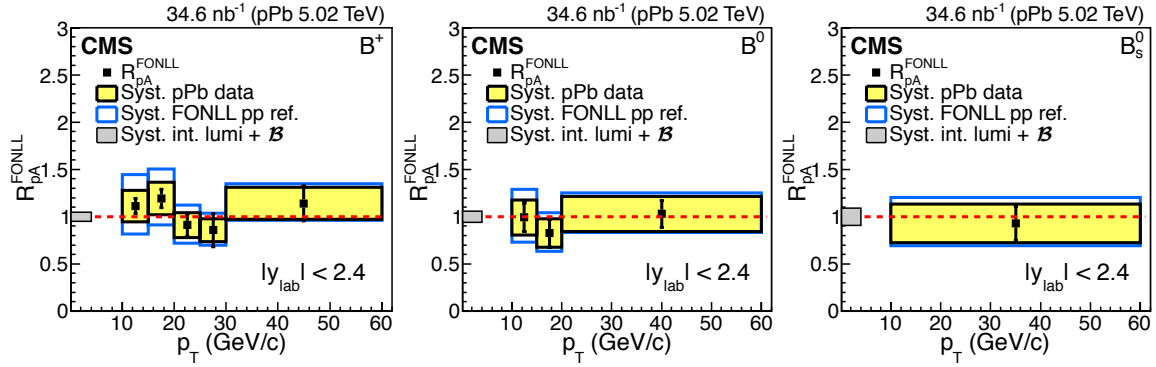 34.6 nb⁻¹ (pPb 5.02 TeV)
CMS B⁺
R_pA^FONLL
Syst. pPb data
Syst. FONLL pp ref.
Syst. int. lumi + ℬ
|y_lab| < 2.4
R_pA^FONLL
3
2.5
2
1.5
1
0.5
0
10 20 30 40 50 60
p_T (GeV/c)
34.6 nb⁻¹ (pPb 5.02 TeV)
CMS B⁰
R_pA^FONLL
Syst. pPb data
Syst. FONLL pp ref.
Syst. int. lumi + ℬ
|y_lab| < 2.4
R_pA^FONLL
3
2.5
2
1.5
1
0.5
0
10 20 30 40 50 60
p_T (GeV/c)
34.6 nb⁻¹ (pPb 5.02 TeV)
CMS B_s^0
R_pA^FONLL
Syst. pPb data
Syst. FONLL pp ref.
Syst. int. lumi + ℬ
|y_lab| < 2.4
R_pA^FONLL
3
2.5
2
1.5
1
0.5
0
10 20 30 40 50 60
p_T (GeV/c)